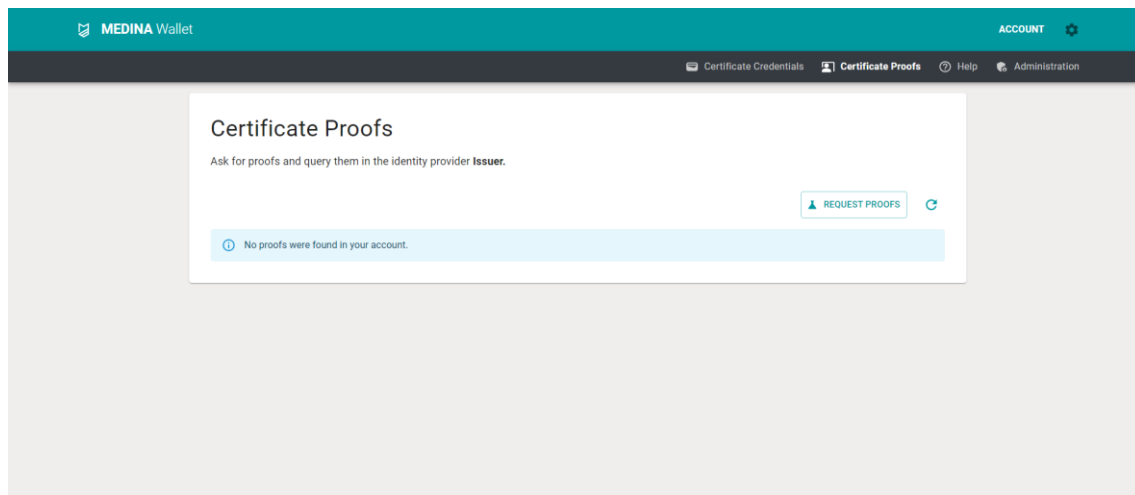 MEDINA Wallet
ACCOUNT
Certificate Credentials
Certificate Proofs
Help
Administration
Certificate Proofs
Ask for proofs and query them in the identity provider Issuer.
REQUEST PROOFS
No proofs were found in your account.